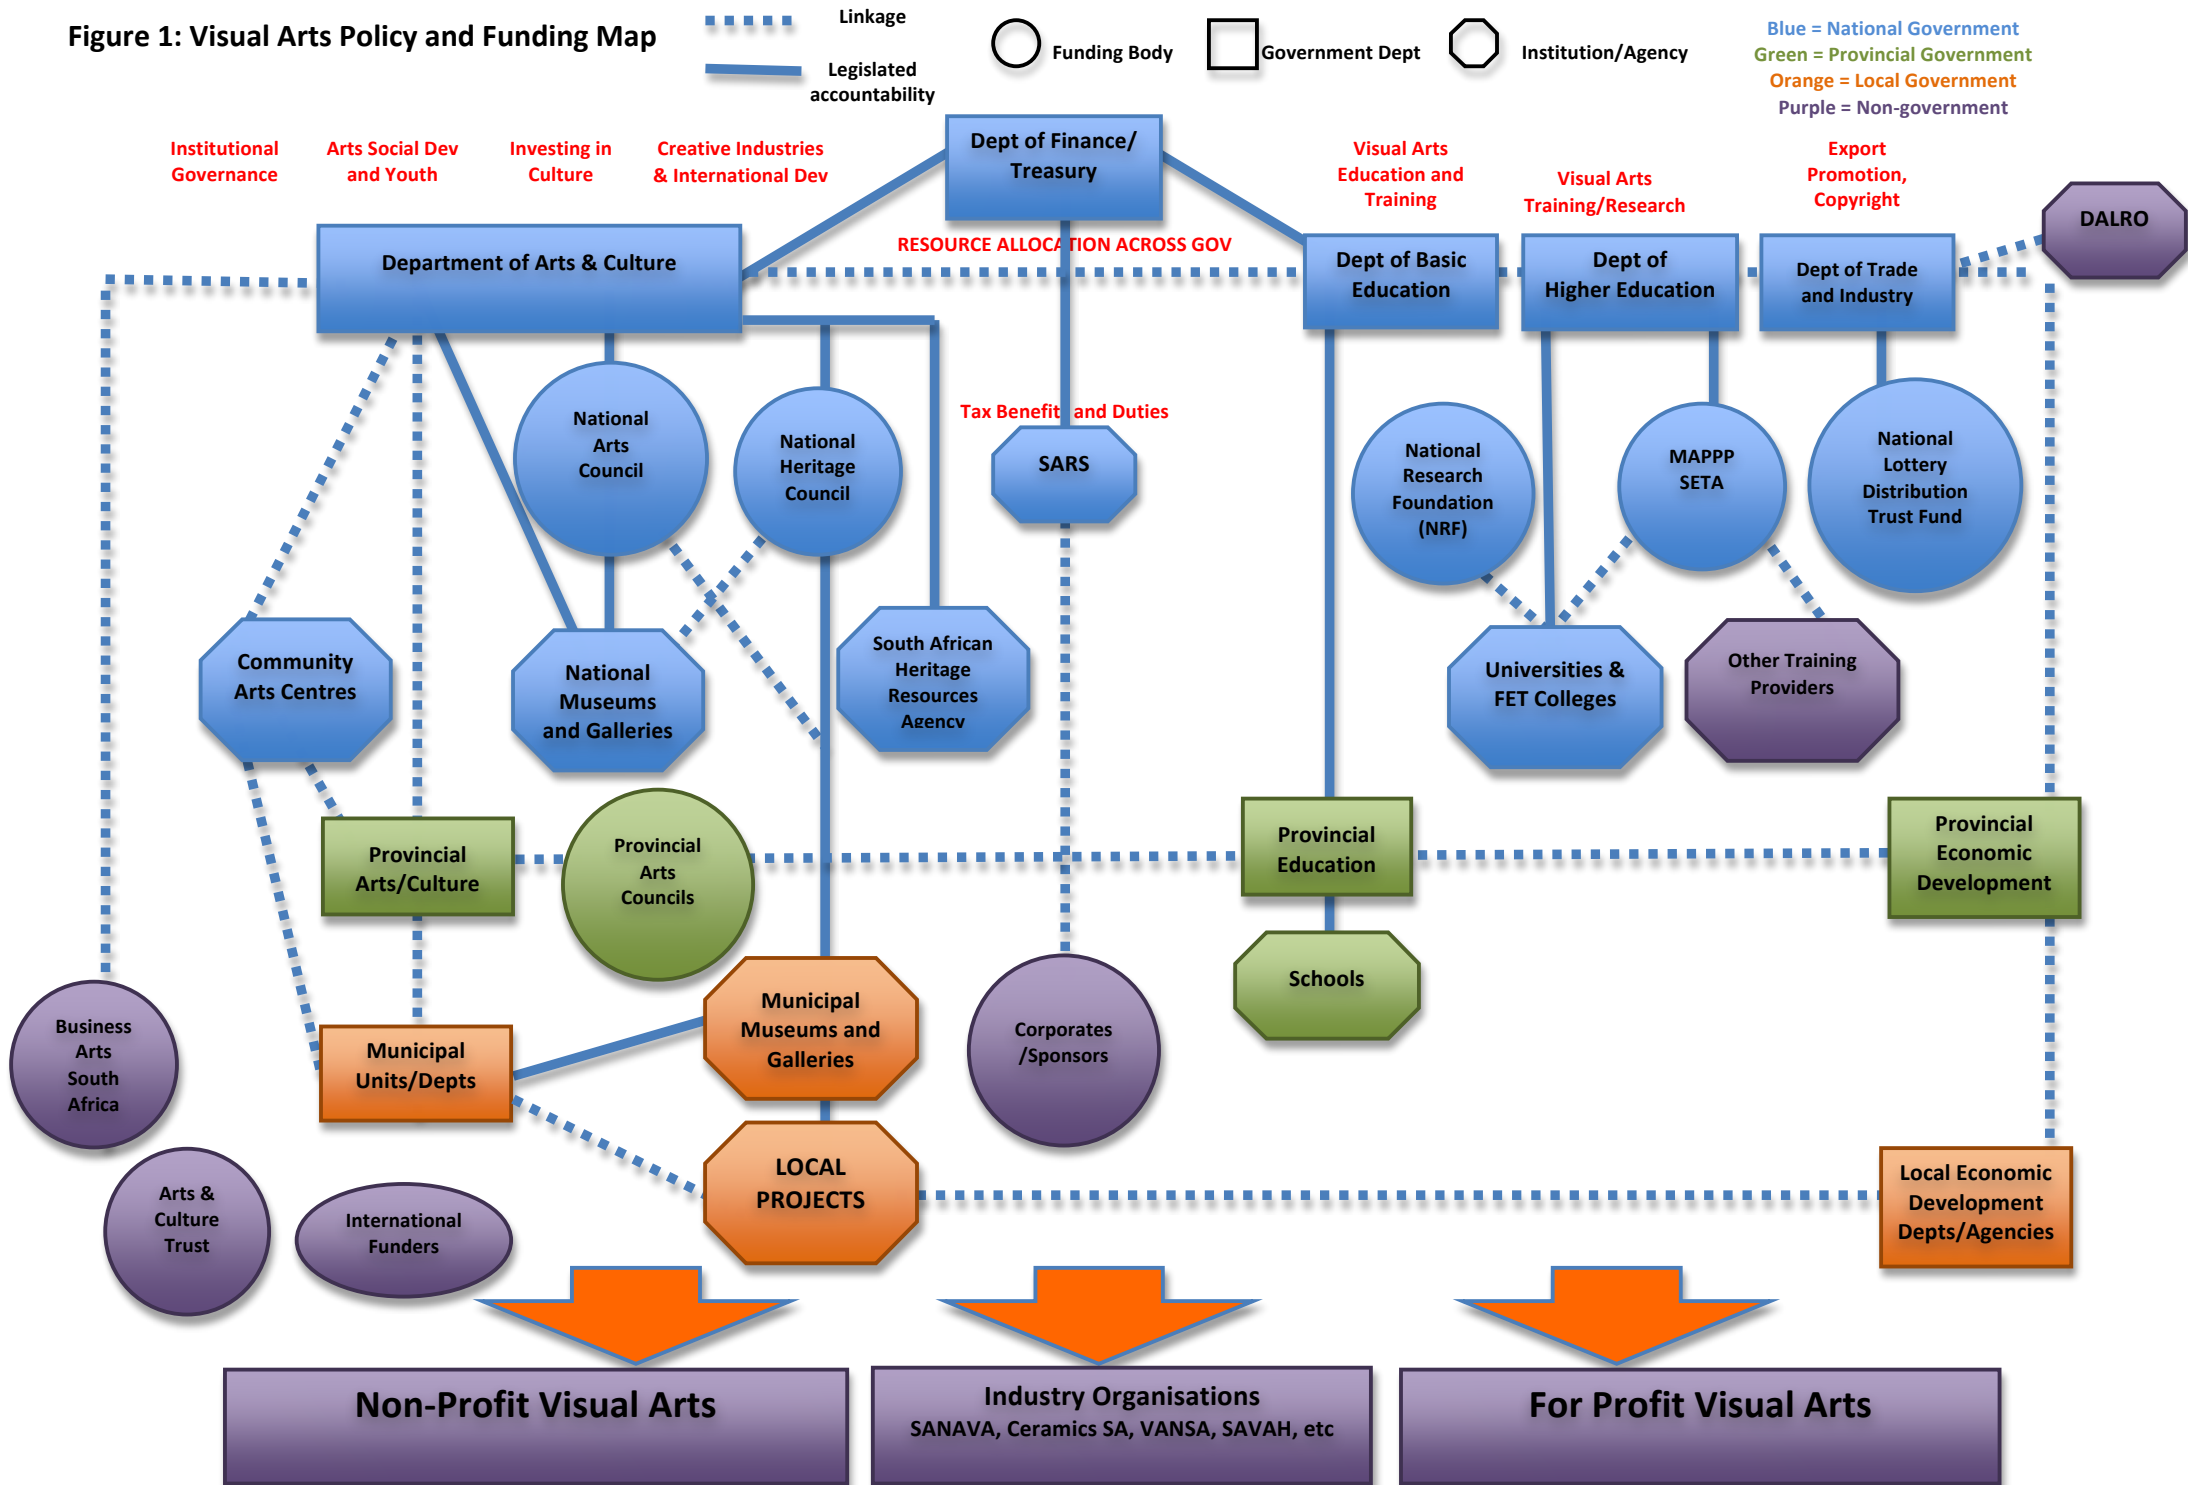 Figure 1: Visual Arts Policy and Funding Map
Linkage
Legislated
accountability
Funding Body
Government Dept
Institution/Agency
Blue = National Government
Green = Provincial Government
Orange = Local Government
Purple = Non-government
Institutional
Governance
Arts Social Dev
and Youth
Investing in
Culture
Creative Industries
& International Dev
Dept of Finance/
Treasury
Visual Arts
Education and
Training
Visual Arts
Training/Research
Export
Promotion,
Copyright
DALRO
Department of Arts & Culture
RESOURCE ALLOCATION ACROSS GOV
Dept of Basic
Education
Dept of
Higher Education
Dept of Trade
and Industry
National
Arts
Council
National
Heritage
Council
Tax Benefit and Duties
SARS
National
Research
Foundation
(NRF)
MAPPP
SETA
National
Lottery
Distribution
Trust Fund
Community
Arts Centres
National
Museums
and Galleries
South African
Heritage
Resources
Agency
Universities &
FET Colleges
Other Training
Providers
Provincial
Arts/Culture
Provincial
Arts
Councils
Provincial
Education
Provincial
Economic
Development
Schools
Business
Arts
South
Africa
Municipal
Units/Depts
Municipal
Museums and
Galleries
Corporates
/Sponsors
Arts &
Culture
Trust
International
Funders
LOCAL
PROJECTS
Local Economic
Development
Depts/Agencies
Non-Profit Visual Arts
Industry Organisations
SANAVA, Ceramics SA, VANSA, SAVAH, etc
For Profit Visual Arts